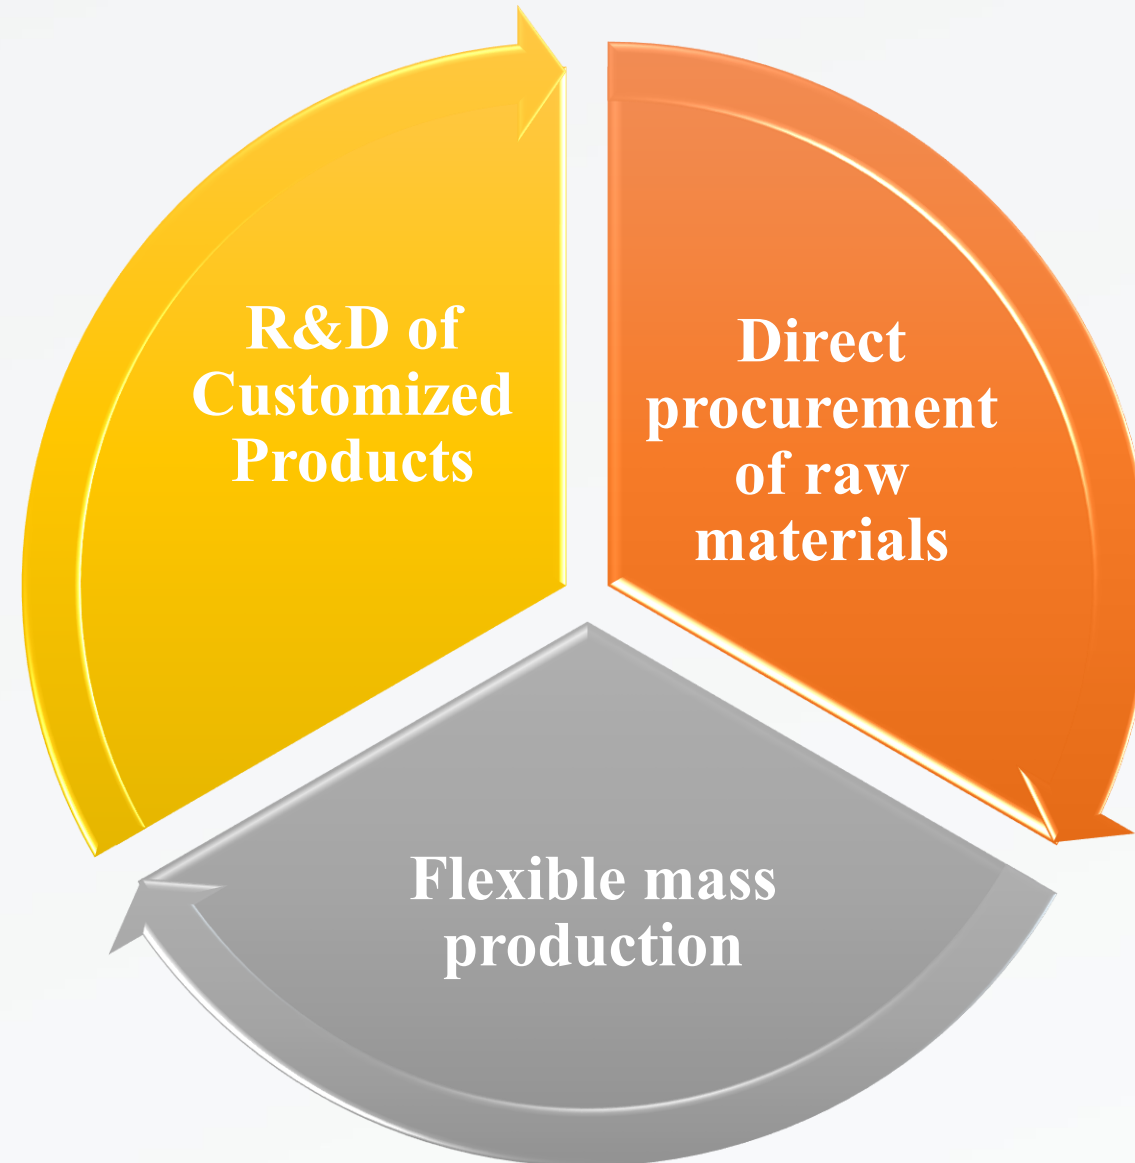 R&D of
Customized
Products
Direct
procurement
of raw
materials
Flexible mass
production